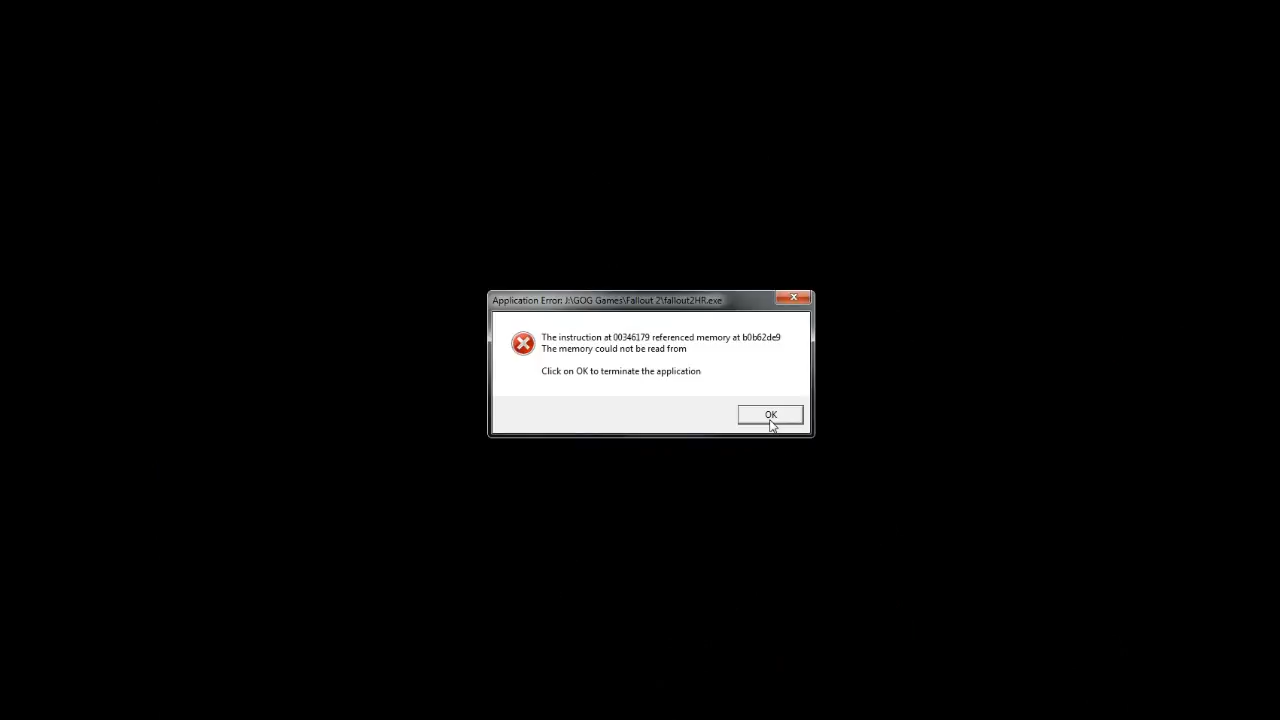 Application Error: J:\GOG Games\Fallout 2\fallout2HR.exe
The instruction at 00346179 referenced memory at b0b62de9
The memory could not be read from
Click on OK to terminate the application
OK